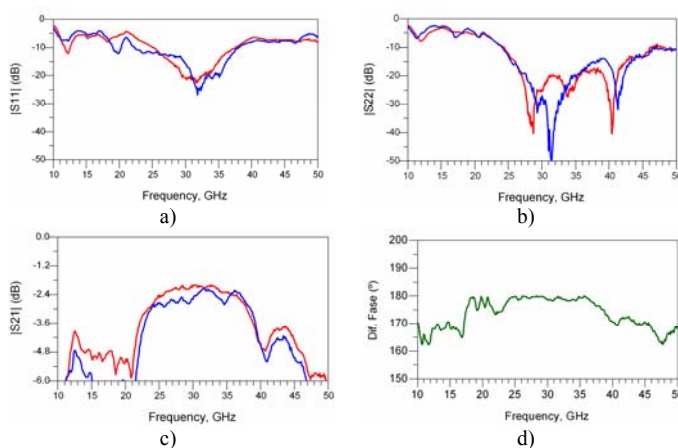 0
-10
-20
-30
-40
-50
|S11| (dB)
10 15 20 25 30 35 40 45 50
Frequency, GHz
a)
0
-10
-20
-30
-40
-50
|S22| (dB)
10 15 20 25 30 35 40 45 50
Frequency, GHz
b)
0.0
-1.2
-2.4
-3.6
-4.8
-6.0
|S21| (dB)
10 15 20 25 30 35 40 45 50
Frequency, GHz
c)
200
190
180
170
160
150
Dif. Fase (º)
10 15 20 25 30 35 40 45 50
Frequency, GHz
d)